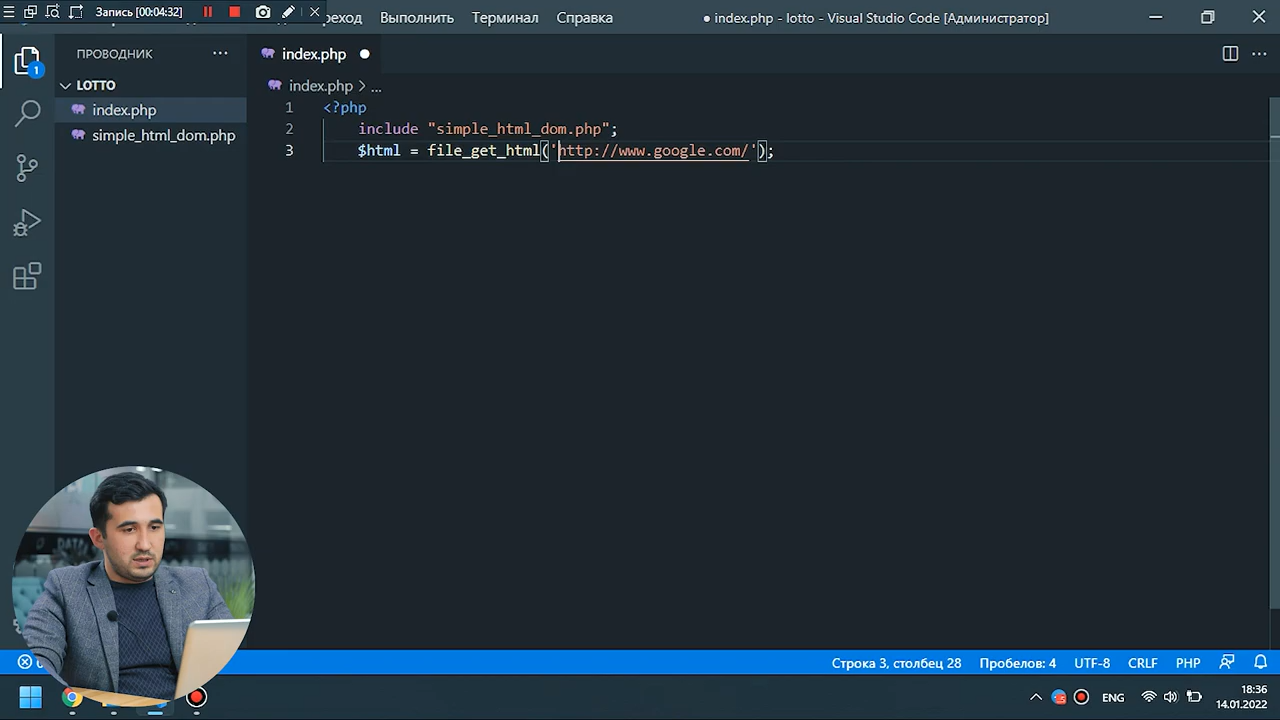 Запись [00:04:32]
реход
Выполнить
Терминал
Справка
● index.php - lotto - Visual Studio Code [Администратор]
ПРОВОДНИК
index.php
LOTTO
index.php
simple_html_dom.php
1
index.php > ...
1 <?php
2 include "simple_html_dom.php";
3 $html = file_get_html('http://www.google.com/');
Строка 3, столбец 28
Пробелов: 4
UTF-8
CRLF
PHP
ENG
18:36
14.01.2022